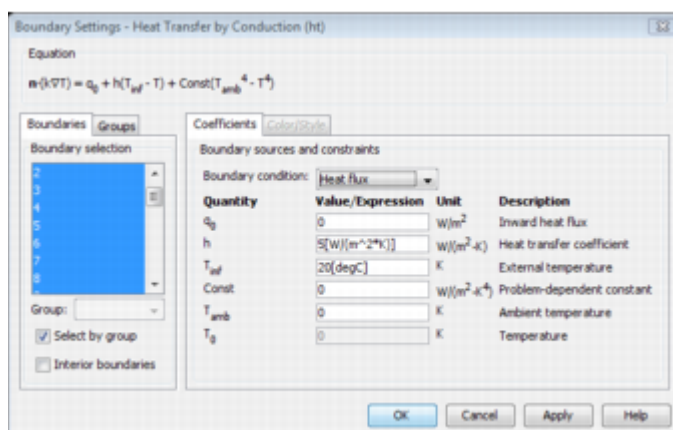 Boundary Settings - Heat Transfer by Conduction (ht)
Equation
n·(k∇T) = q₀ + h(T_inf - T) + Const(T_amb⁴ - T⁴)
Boundaries Groups
Boundary selection
2
3
4
5
6
7
8
Group:
Select by group
Interior boundaries
Coefficients Color/Style
Boundary sources and constraints
Boundary condition: Heat flux
Quantity Value/Expression Unit Description
q₀ 0 W/m² Inward heat flux
h 5[W/(m^2*K)] W/(m²·K) Heat transfer coefficient
T_inf 20[degC] K External temperature
Const 0 W/(m²·K⁴) Problem-dependent constant
T_amb 0 K Ambient temperature
T₀ 0 K Temperature
OK Cancel Apply Help